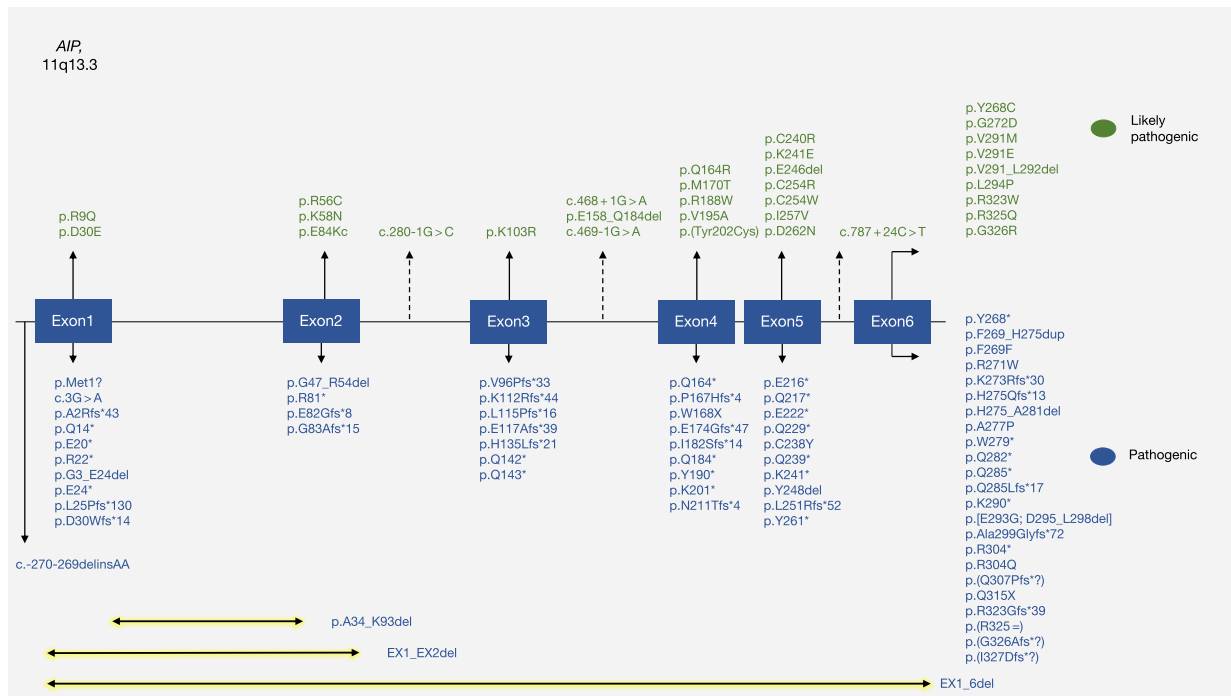 AIP,
11q13.3
p.R9Q
p.D30E
p.R56C
p.K58N
p.E84Kc
c.280-1G>C
p.K103R
c.468+1G>A
p.E158_Q184del
c.469-1G>A
p.Q164R
p.M170T
p.R188W
p.V195A
p.(Tyr202Cys)
p.C240R
p.K241E
p.E246del
p.C254R
p.C254W
p.I257V
p.D262N
c.787+24C>T
p.Y268C
p.G272D
p.V291M
p.V291E
p.V291_L292del
p.L294P
p.R323W
p.R325Q
p.G326R
Likely
pathogenic
Exon1
Exon2
Exon3
Exon4
Exon5
Exon6
p.Met1?
c.3G>A
p.A2Rfs*43
p.Q14*
p.E20*
p.R22*
p.G3_E24del
p.E24*
p.L25Pfs*130
p.D30Wfs*14
c.-270-269delinsAA
p.G47_R54del
p.R81*
p.E82Gfs*8
p.G83Afs*15
p.V96Pfs*33
p.K112Rfs*44
p.L115Pfs*16
p.E117Afs*39
p.H135Lfs*21
p.Q142*
p.Q143*
p.Q164*
p.P167Hfs*4
p.W168X
p.E174Gfs*47
p.I182Sfs*14
p.Q184*
p.Y190*
p.K201*
p.N211Tfs*4
p.E216*
p.Q217*
p.E222*
p.Q229*
p.C238Y
p.Q239*
p.K241*
p.Y248del
p.L251Rfs*52
p.Y261*
p.Y268*
p.F269_H275dup
p.F269F
p.R271W
p.K273Rfs*30
p.H275Qfs*13
p.H275_A281del
p.A277P
p.W279*
p.Q282*
p.Q285*
p.Q285Lfs*17
p.K290*
p.[E293G; D295_L298del]
p.Ala299Glyfs*72
p.R304*
p.R304Q
p.(Q307Pfs*?)
p.Q315X
p.R323Gfs*39
p.(R325=)
p.(G326Afs*?)
p.(I327Dfs*?)
Pathogenic
p.A34_K93del
EX1_EX2del
EX1_6del